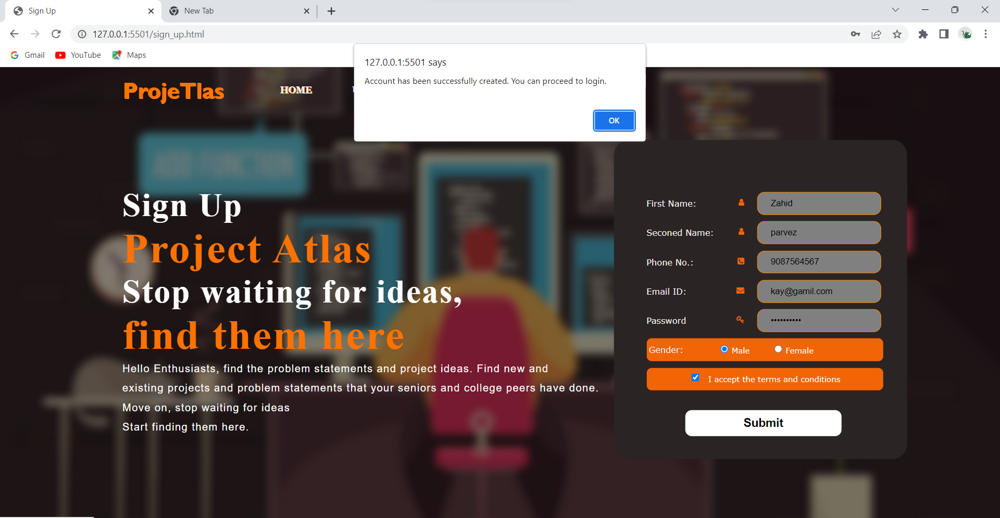 Sign Up
New Tab
127.0.0.1:5501/sign_up.html
Gmail YouTube Maps
127.0.0.1:5501 says
Account has been successfully created. You can proceed to login.
OK
ProjeTlas
HOME
ADD FUNCTION
Sign Up
Project Atlas
Stop waiting for ideas,
find them here
Hello Enthusiasts, find the problem statements and project ideas. Find new and
existing projects and problem statements that your seniors and college peers have done.
Move on, stop waiting for ideas
Start finding them here.
First Name: Zahid
Seconed Name: parvez
Phone No.: 9087564567
Email ID: kay@gamil.com
Password ••••••••••
Gender: Male Female
I accept the terms and conditions
Submit